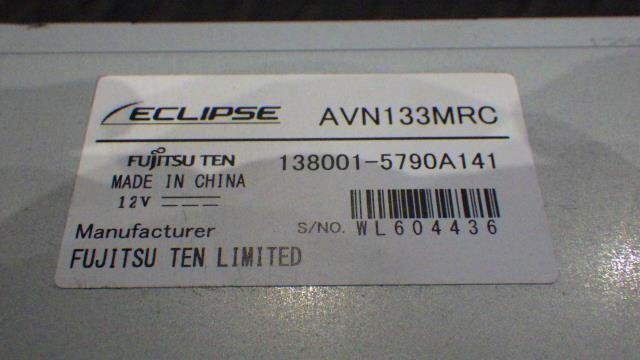 ECLIPSE AVN133MRC
FUJITSU TEN 138001-5790A141
MADE IN CHINA
12V
Manufacturer S/NO. WL604436
FUJITSU TEN LIMITED